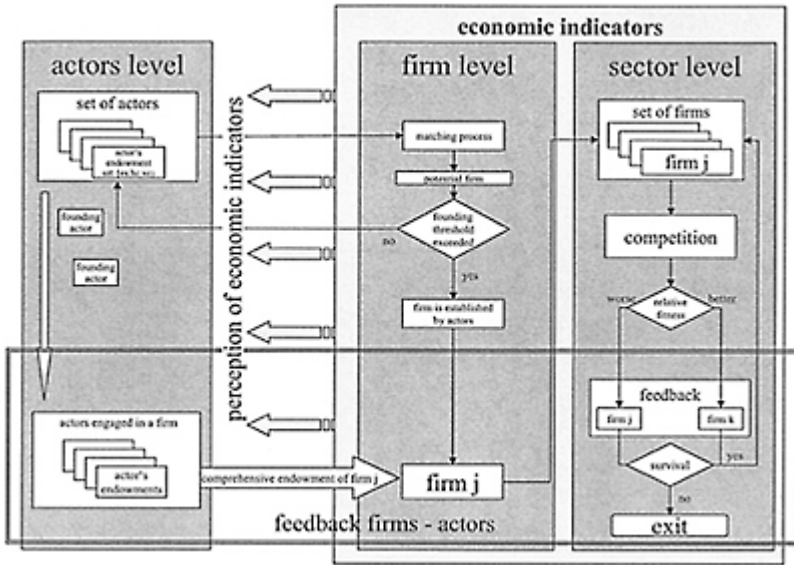 economic indicators
actors level
set of actors
actor's
endowment
founding
actor
founding
actor
actors engaged in a firm
actor's
endowments
perception of economic indicators
firm level
matching process
potential firm
founding
threshold
exceeded
no
yes
firm is established
by actors
comprehensive endowment of firm j
firm j
sector level
set of firms
firm j
competition
worse
relative
fitness
better
feedback
firm j
firm k
survival
yes
no
exit
feedback firms - actors